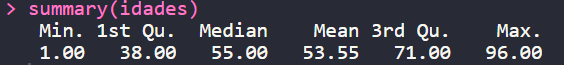 > summary(idades)
Min. 1st Qu. Median Mean 3rd Qu. Max.
1.00 38.00 55.00 53.55 71.00 96.00